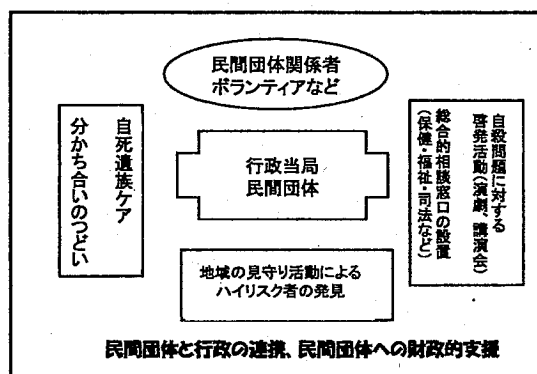 民間団体関係者
ボランティアなど
自死遺族ケア
分かち合いのつどい
行政当局
民間団体
自殺問題に対する
啓発活動(演劇、講演会)
総合的相談窓口の設置
(保健・福祉・司法など)
地域の見守り活動による
ハイリスク者の発見
民間団体と行政の連携、民間団体への財政的支援